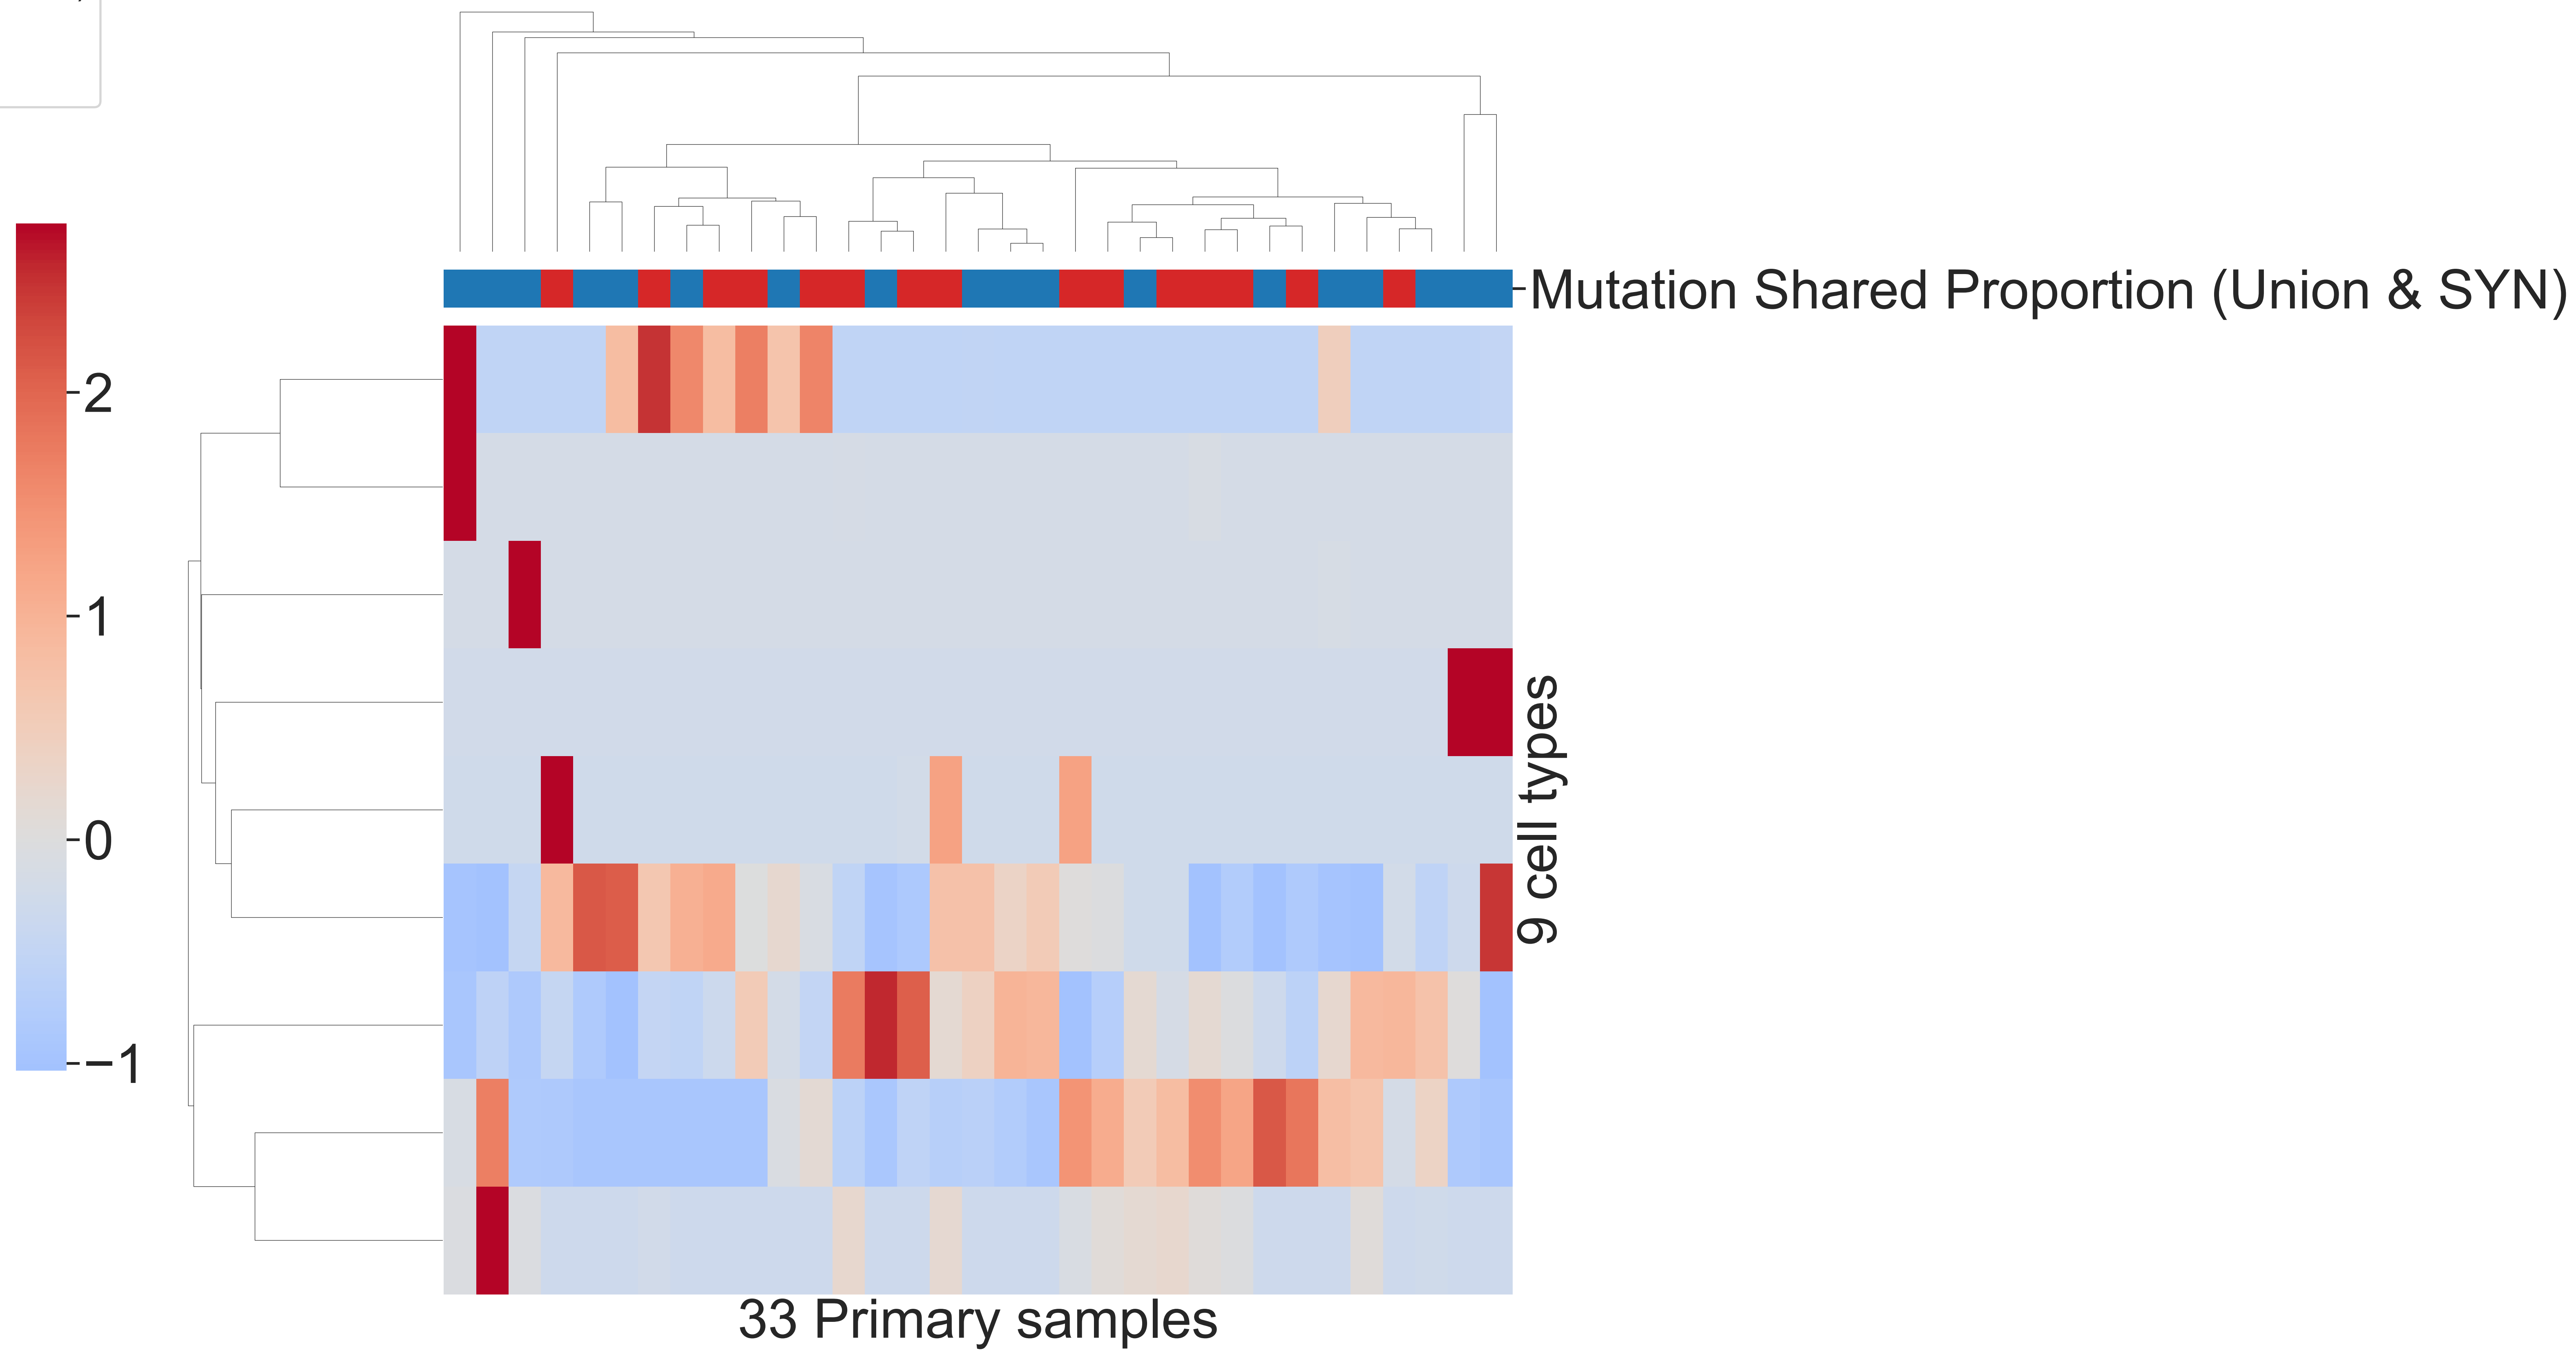 Mutation Shared Proportion (Union & SYN)
2
1
0
−1
9 cell types
33 Primary samples